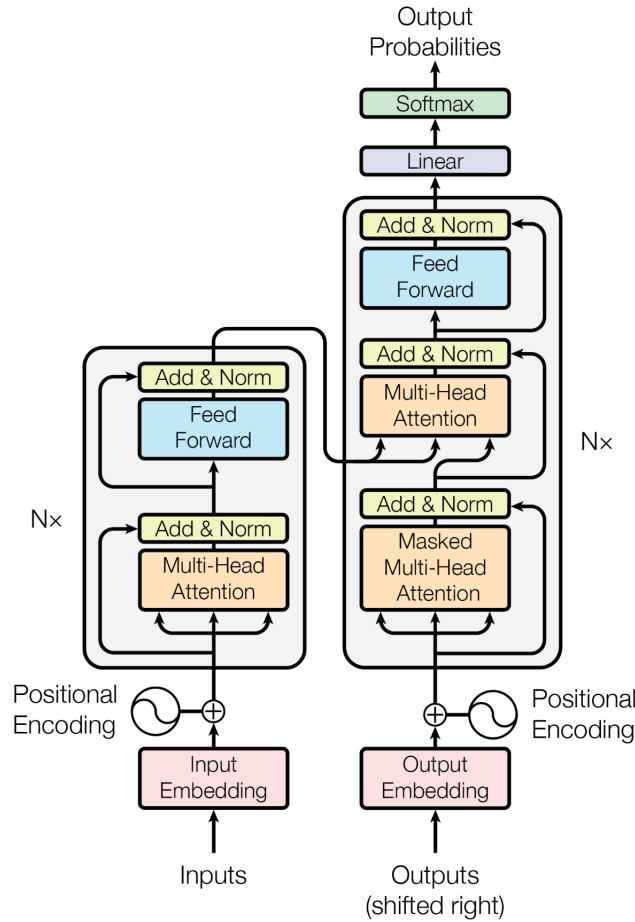 Output
Probabilities
Softmax
Linear
Add & Norm
Feed
Forward
Add & Norm
Multi-Head
Attention
Add & Norm
Masked
Multi-Head
Attention
Nx
Add & Norm
Feed
Forward
Add & Norm
Multi-Head
Attention
Nx
Positional
Encoding
Positional
Encoding
Input
Embedding
Output
Embedding
Inputs
Outputs
(shifted right)